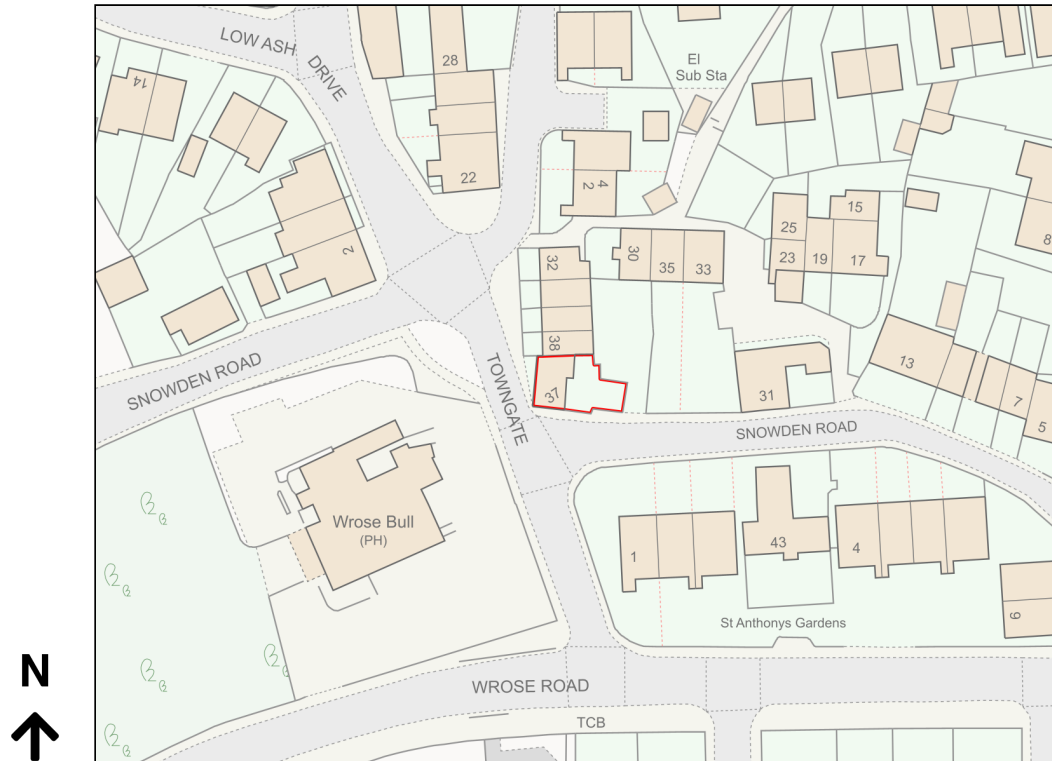 LOW ASH
DRIVE
28
El
Sub Sta
14
22
2
4
2
25
15
23
19
17
8
32
30
35
33
38
37
TOWNGATE
SNOWDEN ROAD
31
13
7
5
SNOWDEN ROAD
Wrose Bull
(PH)
1
43
4
9
St Anthonys Gardens
N
WROSE ROAD
TCB